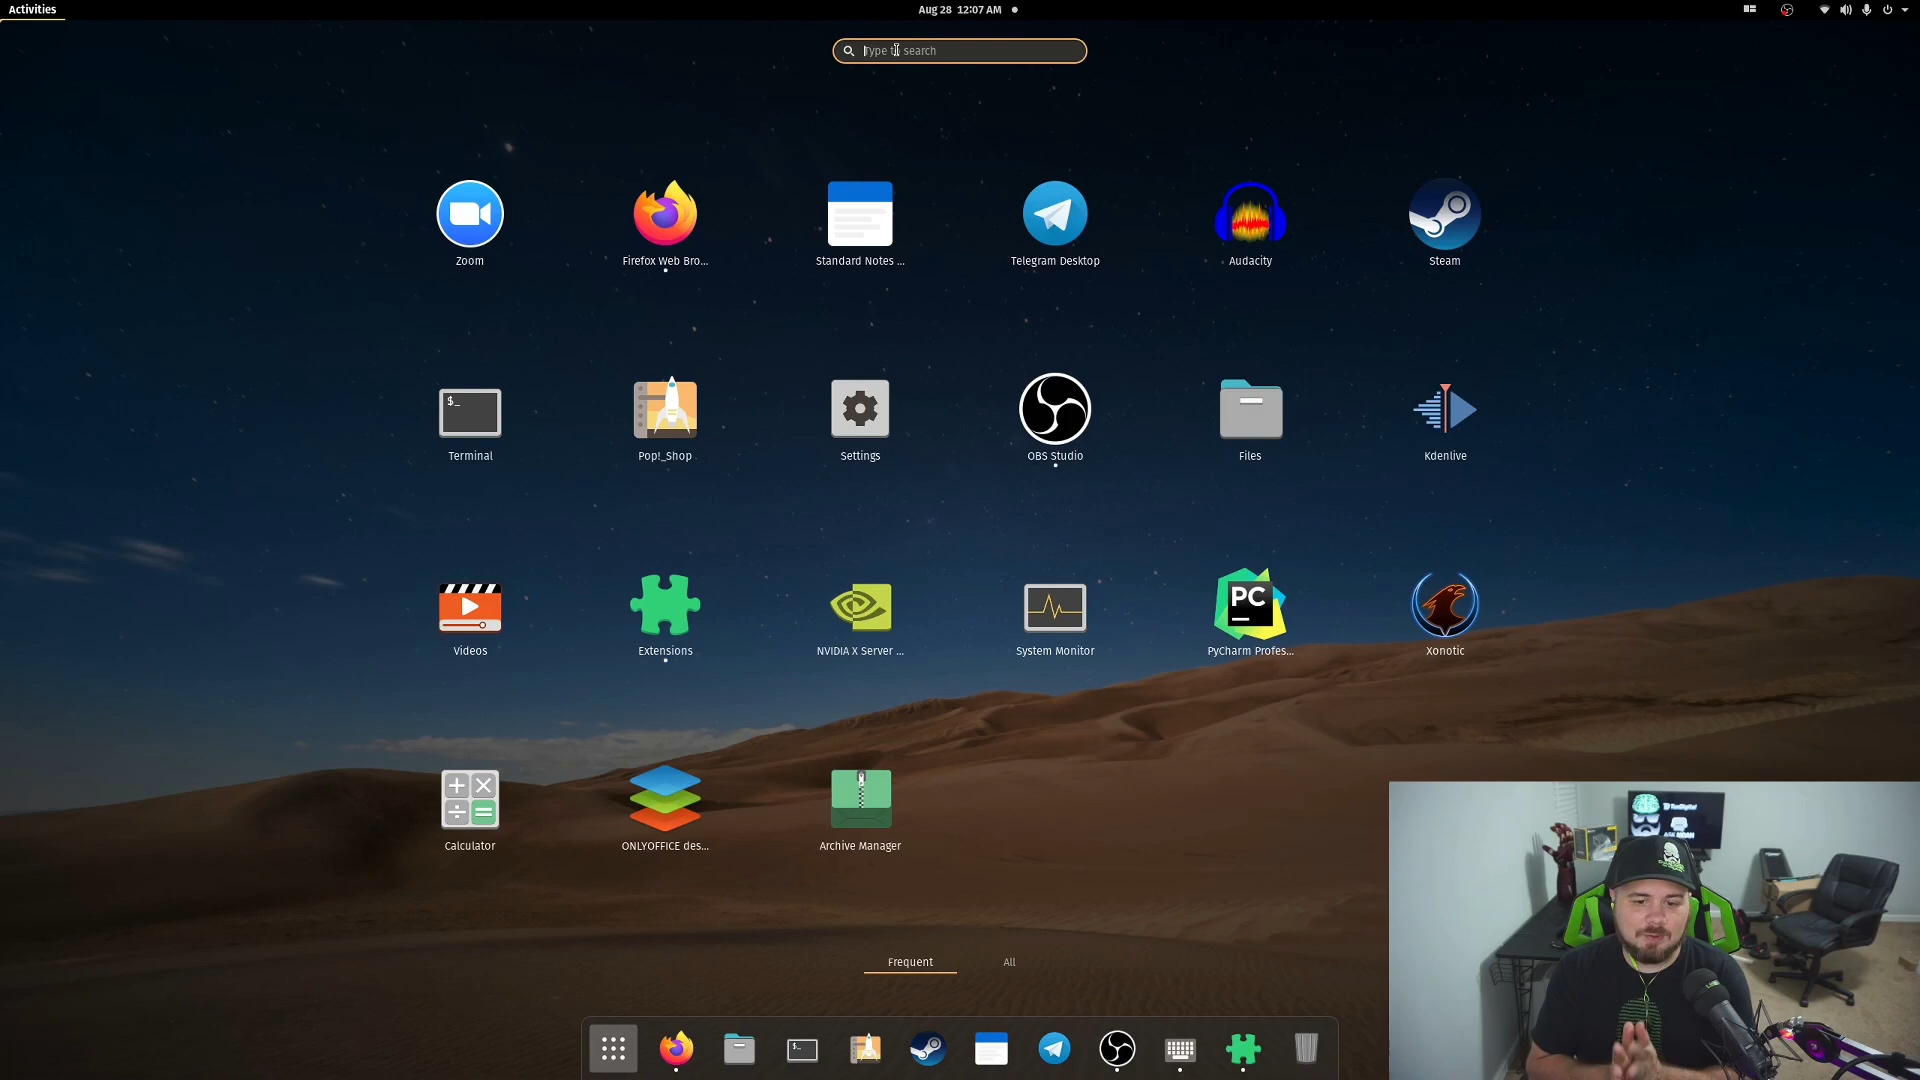 Activities
Aug 28 12:07 AM
Type to search
Zoom
Firefox Web Bro...
Standard Notes ...
Telegram Desktop
Audacity
Steam
$_
Terminal
Pop!_Shop
Settings
OBS Studio
Files
Kdenlive
Videos
Extensions
NVIDIA X Server ...
System Monitor
PC
PyCharm Profes...
Xonotic
Calculator
ONLYOFFICE des...
Archive Manager
Frequent
All
$_